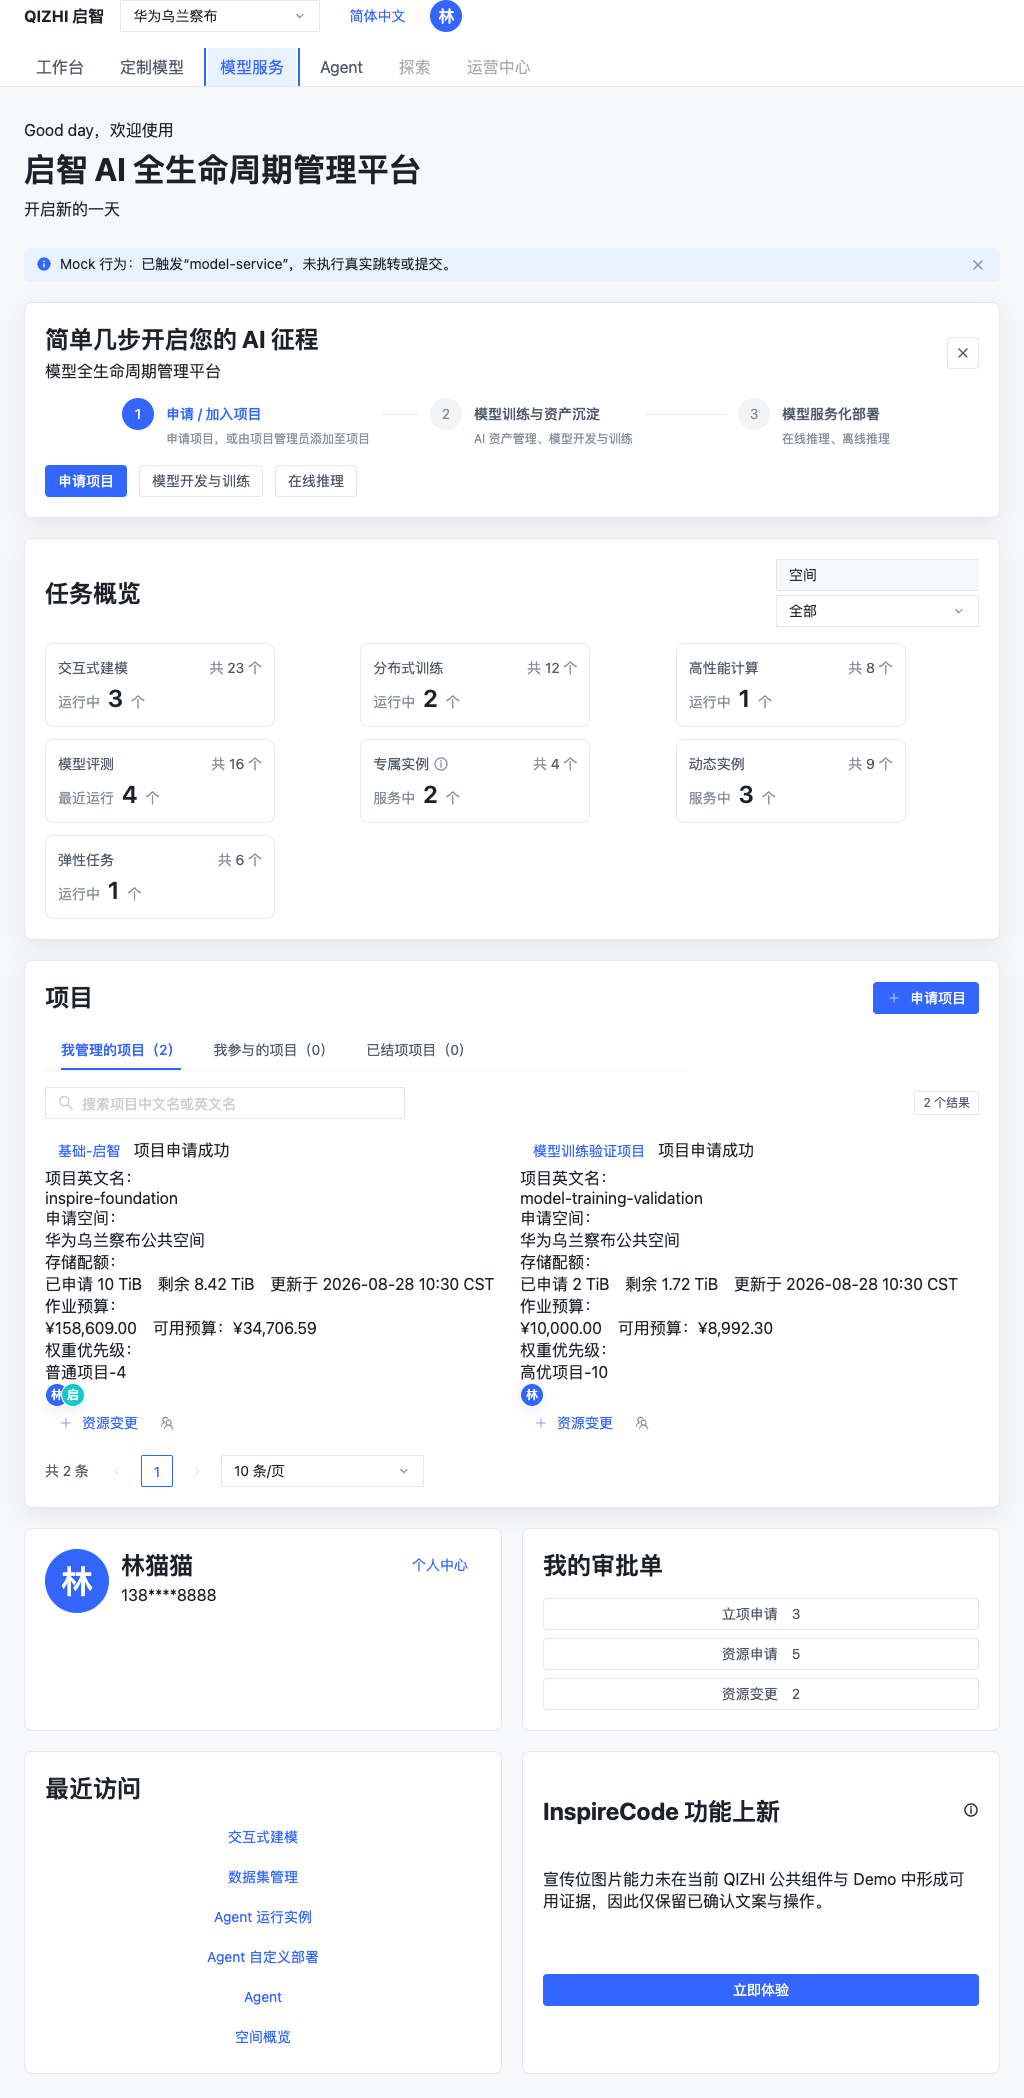 QIZHI 启智
华为乌兰察布
简体中文
林
工作台
定制模型
模型服务
Agent
探索
运营中心
Good day，欢迎使用
启智 AI 全生命周期管理平台
开启新的一天
Mock 行为：已触发“model-service”，未执行真实跳转或提交。
简单几步开启您的 AI 征程
模型全生命周期管理平台
1 申请 / 加入项目
申请项目，或由项目管理员添加至项目
2 模型训练与资产沉淀
AI 资产管理、模型开发与训练
3 模型服务化部署
在线推理、离线推理
申请项目
模型开发与训练
在线推理
任务概览
空间
全部
交互式建模 共 23 个
运行中 3 个
分布式训练 共 12 个
运行中 2 个
高性能计算 共 8 个
运行中 1 个
模型评测 共 16 个
最近运行 4 个
专属实例 共 4 个
服务中 2 个
动态实例 共 9 个
服务中 3 个
弹性任务 共 6 个
运行中 1 个
项目
申请项目
我管理的项目（2）
我参与的项目（0）
已结项项目（0）
搜索项目中文名或英文名
2 个结果
基础-启智 项目申请成功
项目英文名：
inspire-foundation
申请空间：
华为乌兰察布公共空间
存储配额：
已申请 10 TiB 剩余 8.42 TiB 更新于 2026-08-28 10:30 CST
作业预算：
¥158,609.00 可用预算：¥34,706.59
权重优先级：
普通项目-4
林 启
资源变更
模型训练验证项目 项目申请成功
项目英文名：
model-training-validation
申请空间：
华为乌兰察布公共空间
存储配额：
已申请 2 TiB 剩余 1.72 TiB 更新于 2026-08-28 10:30 CST
作业预算：
¥10,000.00 可用预算：¥8,992.30
权重优先级：
高优项目-10
林
资源变更
共 2 条
1
10 条/页
林
林猫猫
138****8888
个人中心
我的审批单
立项申请 3
资源申请 5
资源变更 2
最近访问
交互式建模
数据集管理
Agent 运行实例
Agent 自定义部署
Agent
空间概览
InspireCode 功能上新
宣传位图片能力未在当前 QIZHI 公共组件与 Demo 中形成可
用证据，因此仅保留已确认文案与操作。
立即体验